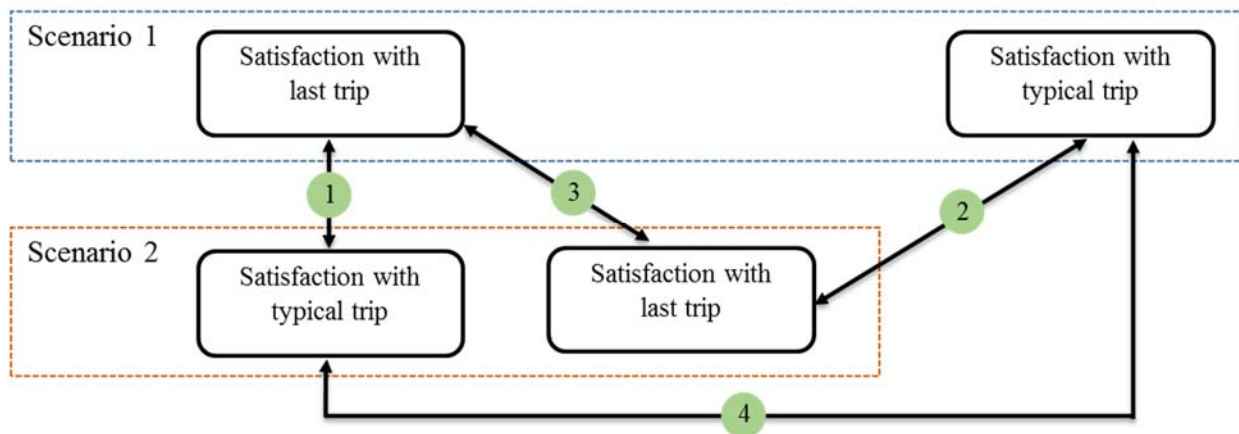 Scenario 1
Satisfaction with
last trip
Satisfaction with
typical trip
1
3
2
Scenario 2
Satisfaction with
typical trip
Satisfaction with
last trip
4